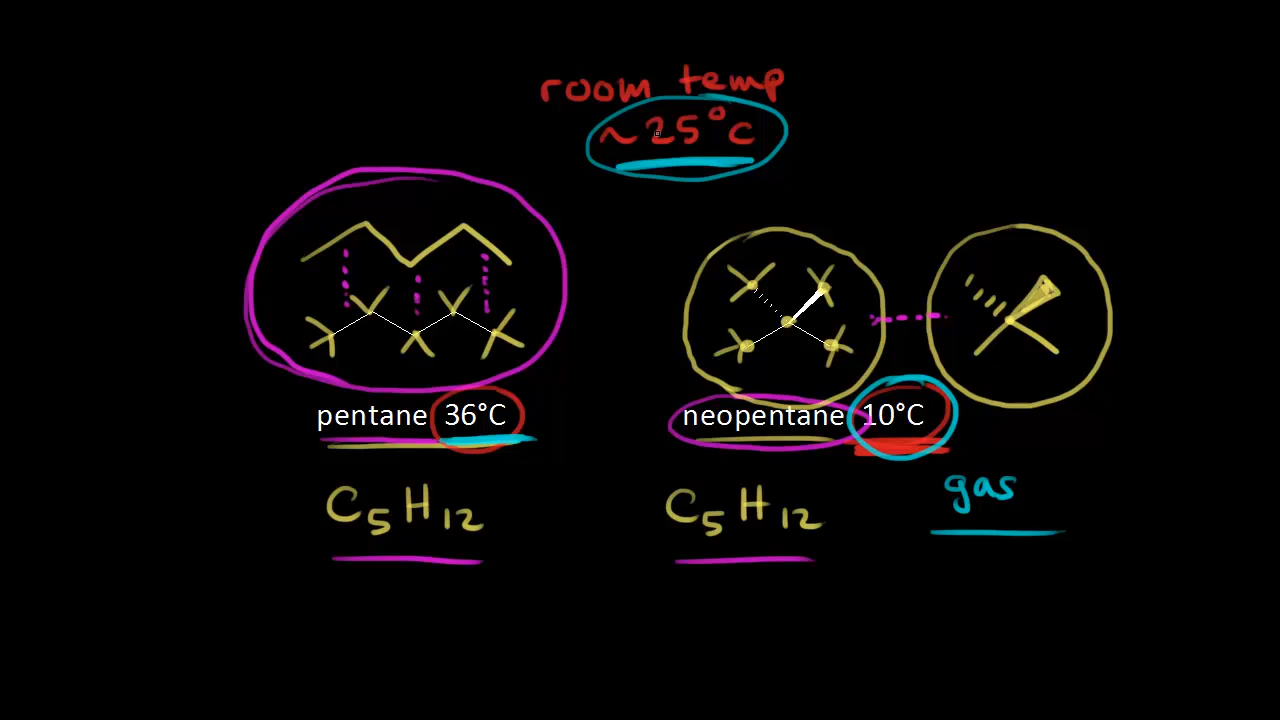 room temp
~25°C
pentane 36°C
neopentane 10°C
C₅H₁₂
C₅H₁₂
gas